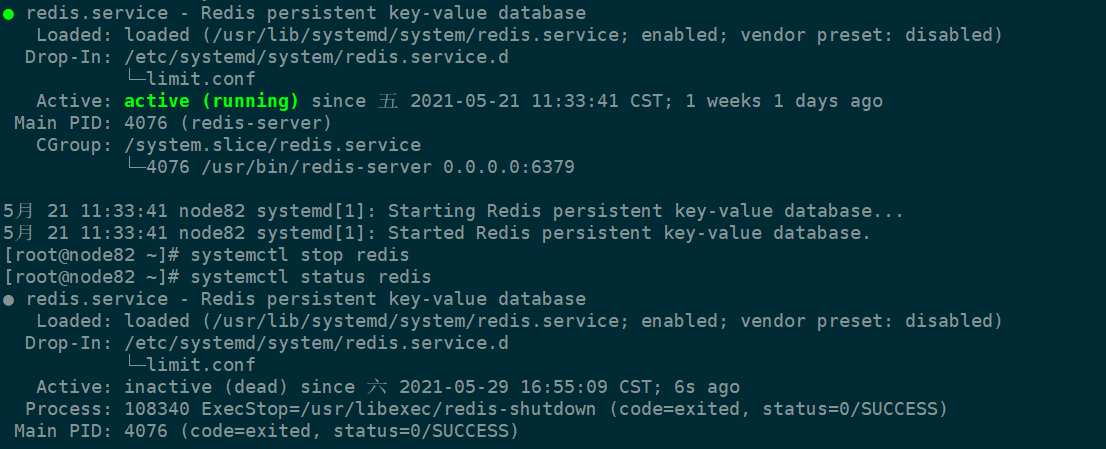 ● redis.service - Redis persistent key-value database
   Loaded: loaded (/usr/lib/systemd/system/redis.service; enabled; vendor preset: disabled)
  Drop-In: /etc/systemd/system/redis.service.d
           └─limit.conf
   Active: active (running) since 五 2021-05-21 11:33:41 CST; 1 weeks 1 days ago
 Main PID: 4076 (redis-server)
   CGroup: /system.slice/redis.service
           └─4076 /usr/bin/redis-server 0.0.0.0:6379
5月 21 11:33:41 node82 systemd[1]: Starting Redis persistent key-value database...
5月 21 11:33:41 node82 systemd[1]: Started Redis persistent key-value database.
[root@node82 ~]# systemctl stop redis
[root@node82 ~]# systemctl status redis
● redis.service - Redis persistent key-value database
   Loaded: loaded (/usr/lib/systemd/system/redis.service; enabled; vendor preset: disabled)
  Drop-In: /etc/systemd/system/redis.service.d
           └─limit.conf
   Active: inactive (dead) since 六 2021-05-29 16:55:09 CST; 6s ago
  Process: 108340 ExecStop=/usr/libexec/redis-shutdown (code=exited, status=0/SUCCESS)
 Main PID: 4076 (code=exited, status=0/SUCCESS)